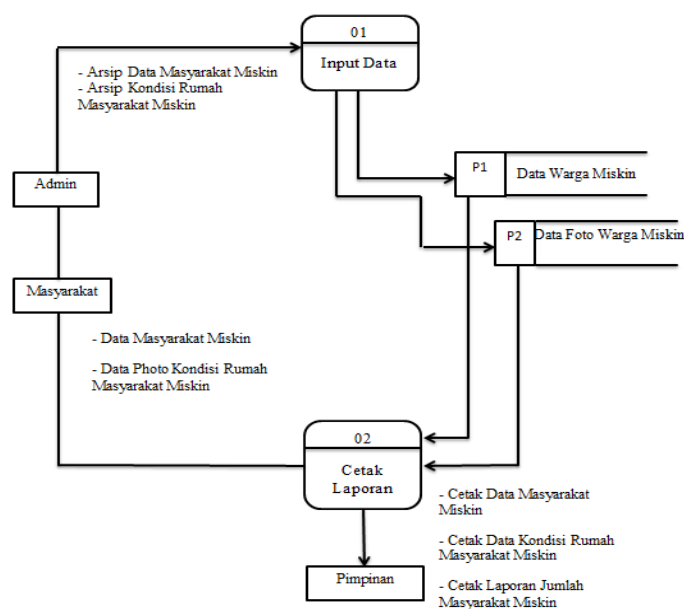 01
Input Data
- Arsip Data Masyarakat Miskin
- Arsip Kondisi Rumah
Masyarakat Miskin
Admin
P1
Data Warga Miskin
P2
Data Foto Warga Miskin
Masyarakat
- Data Masyarakat Miskin
- Data Photo Kondisi Rumah
Masyarakat Miskin
02
Cetak
Laporan
- Cetak Data Masyarakat
Miskin
- Cetak Data Kondisi Rumah
Masyarakat Miskin
- Cetak Laporan Jumlah
Masyarakat Miskin
Pimpinan